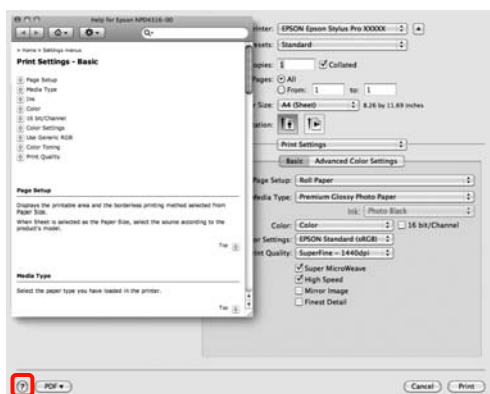 Help for Epson NPD4316-00
> Home > Settings menus
Print Settings - Basic
Page Setup
Media Type
Ink
Color
16 bit/Channel
Color Settings
Use Generic RGB
Color Toning
Print Quality
Page Setup
Displays the printable area and the borderless printing method selected from
Paper Size.
When Sheet is selected as the Paper Size, select the source according to the
product's model.
Top
Media Type
Select the paper type you have loaded in the printer.
Top
inter: EPSON Epson Stylus Pro XXXXX
esets: Standard
opies: 1 Collated
Pages: All
From: 1 to: 1
r Size: A4 (Sheet) 8.26 by 11.69 inches
ation:
Print Settings
Basic Advanced Color Settings
Page Setup: Roll Paper
Media Type: Premium Glossy Photo Paper
Ink: Photo Black
Color: Color 16 bit/Channel
or Settings: EPSON Standard (sRGB)
int Quality: SuperFine - 1440dpi
Super MicroWeave
High Speed
Mirror Image
Finest Detail
? PDF Cancel Print